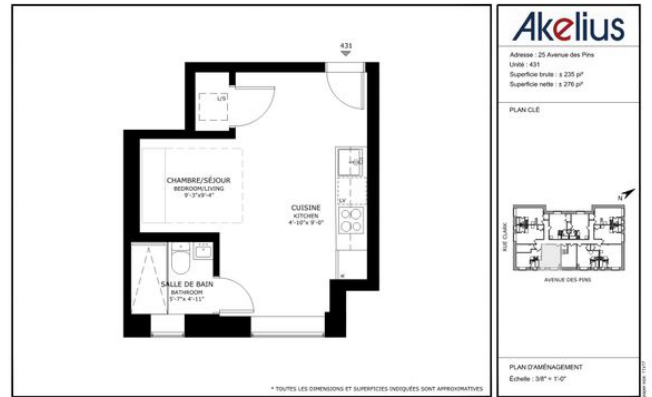 431
L/S
CHAMBRE/SÉJOUR
BEDROOM/LIVING
9'-3"x9'-4"
CUISINE
KITCHEN
4'-10"x 9'-0"
LV
R
SALLE DE BAIN
BATHROOM
5'-7"x 4'-11"
* TOUTES LES DIMENSIONS ET SUPERFICIES INDIQUÉES SONT APPROXIMATIVES
Akelius
Adresse : 25 Avenue des Pins
Unité : 431
Superficie brute : ± 235 pi²
Superficie nette : ± 276 pi²
PLAN CLÉ
N
RUE CLARK
AVENUE DES PINS
PLAN D'AMÉNAGEMENT
Échelle : 3/8" = 1'-0"